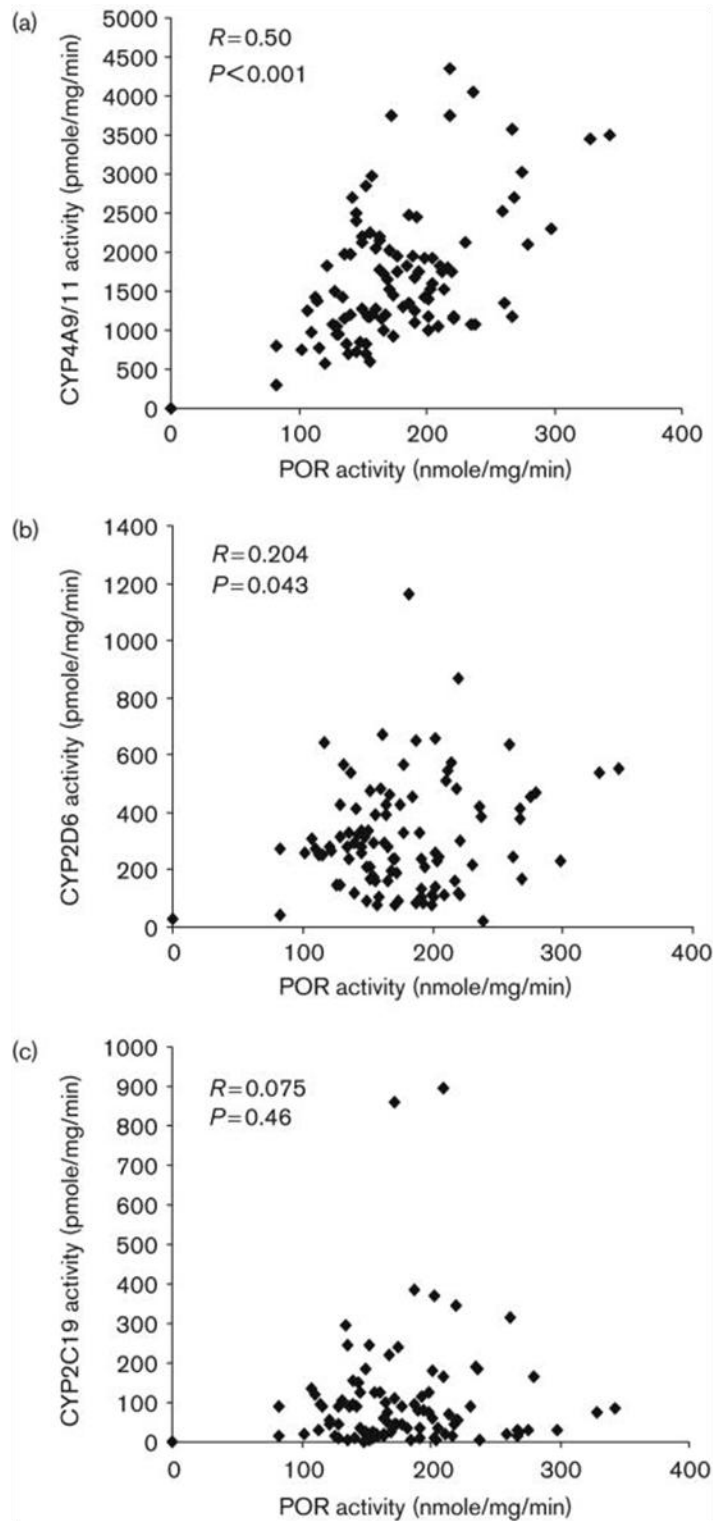 (a)
R=0.50
P<0.001
CYP4A9/11 activity (pmole/mg/min)
5000
4500
4000
3500
3000
2500
2000
1500
1000
500
0
0 100 200 300 400
POR activity (nmole/mg/min)
(b)
R=0.204
P=0.043
CYP2D6 activity (pmole/mg/min)
1400
1200
1000
800
600
400
200
0
0 100 200 300 400
POR activity (nmole/mg/min)
(c)
R=0.075
P=0.46
CYP2C19 activity (pmole/mg/min)
1000
900
800
700
600
500
400
300
200
100
0
0 100 200 300 400
POR activity (nmole/mg/min)